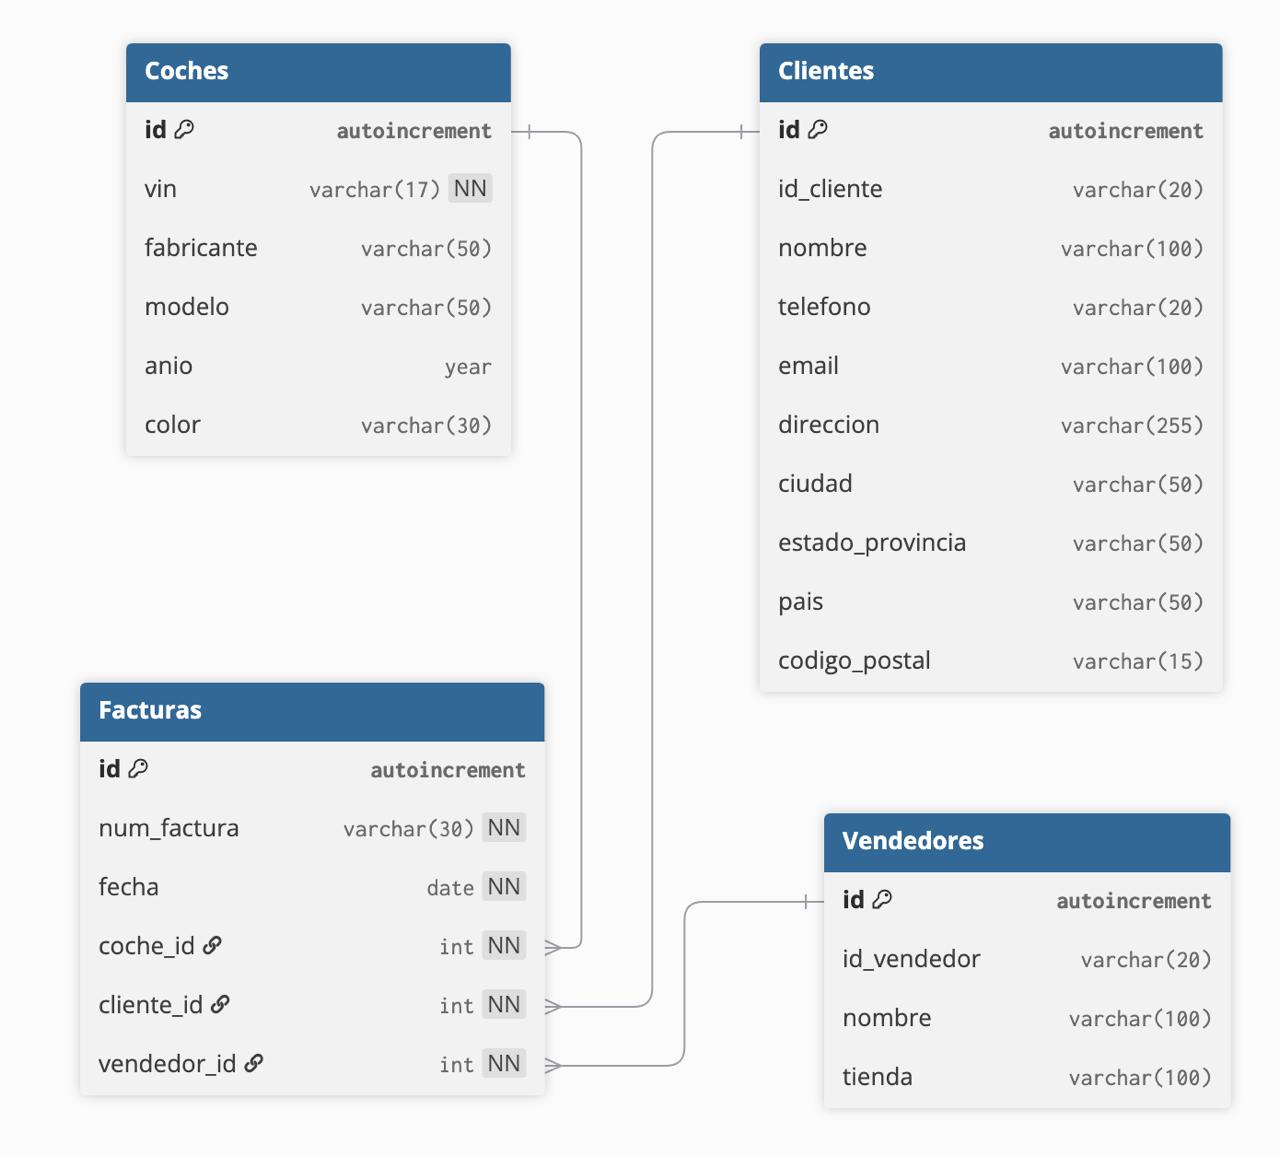 Coches
id autoincrement
vin varchar(17) NN
fabricante varchar(50)
modelo varchar(50)
anio year
color varchar(30)
Clientes
id autoincrement
id_cliente varchar(20)
nombre varchar(100)
telefono varchar(20)
email varchar(100)
direccion varchar(255)
ciudad varchar(50)
estado_provincia varchar(50)
pais varchar(50)
codigo_postal varchar(15)
Facturas
id autoincrement
num_factura varchar(30) NN
fecha date NN
coche_id int NN
cliente_id int NN
vendedor_id int NN
Vendedores
id autoincrement
id_vendedor varchar(20)
nombre varchar(100)
tienda varchar(100)